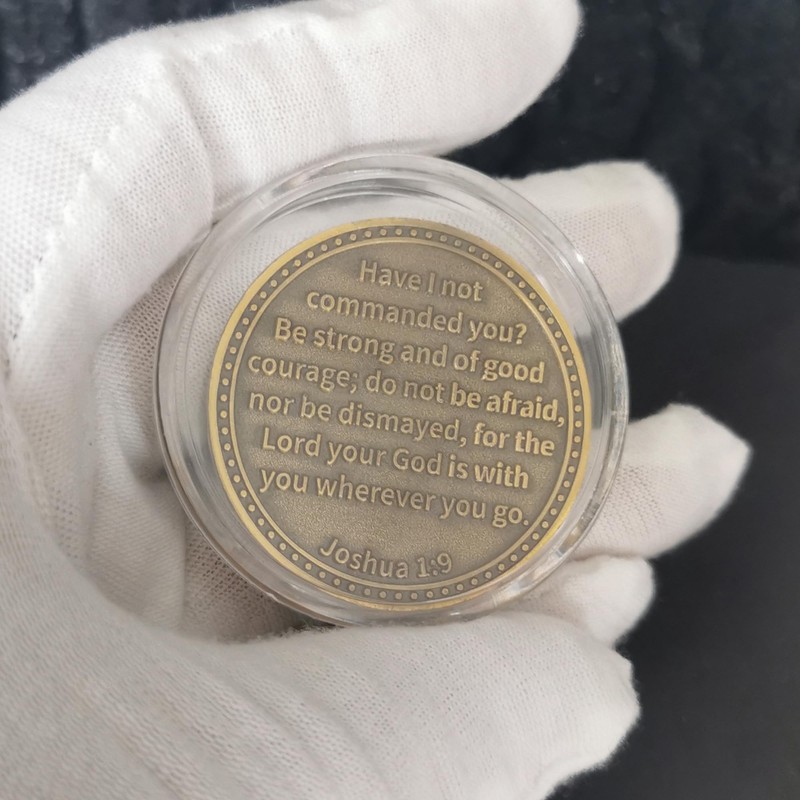 Have I not
commanded you?
Be strong and of good
courage; do not be afraid,
nor be dismayed, for the
Lord your God is with
you wherever you go.
Joshua 1:9